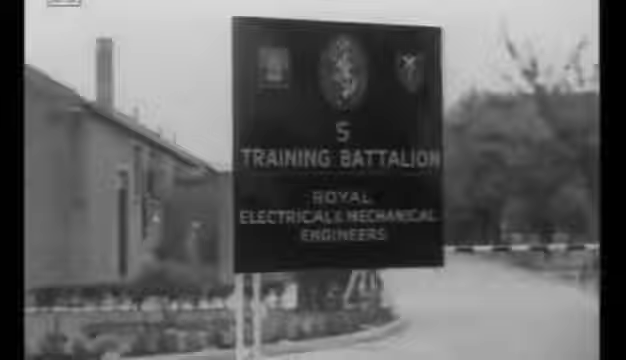 5
TRAINING BATTALION
ROYAL
ELECTRICAL & MECHANICAL
ENGINEERS